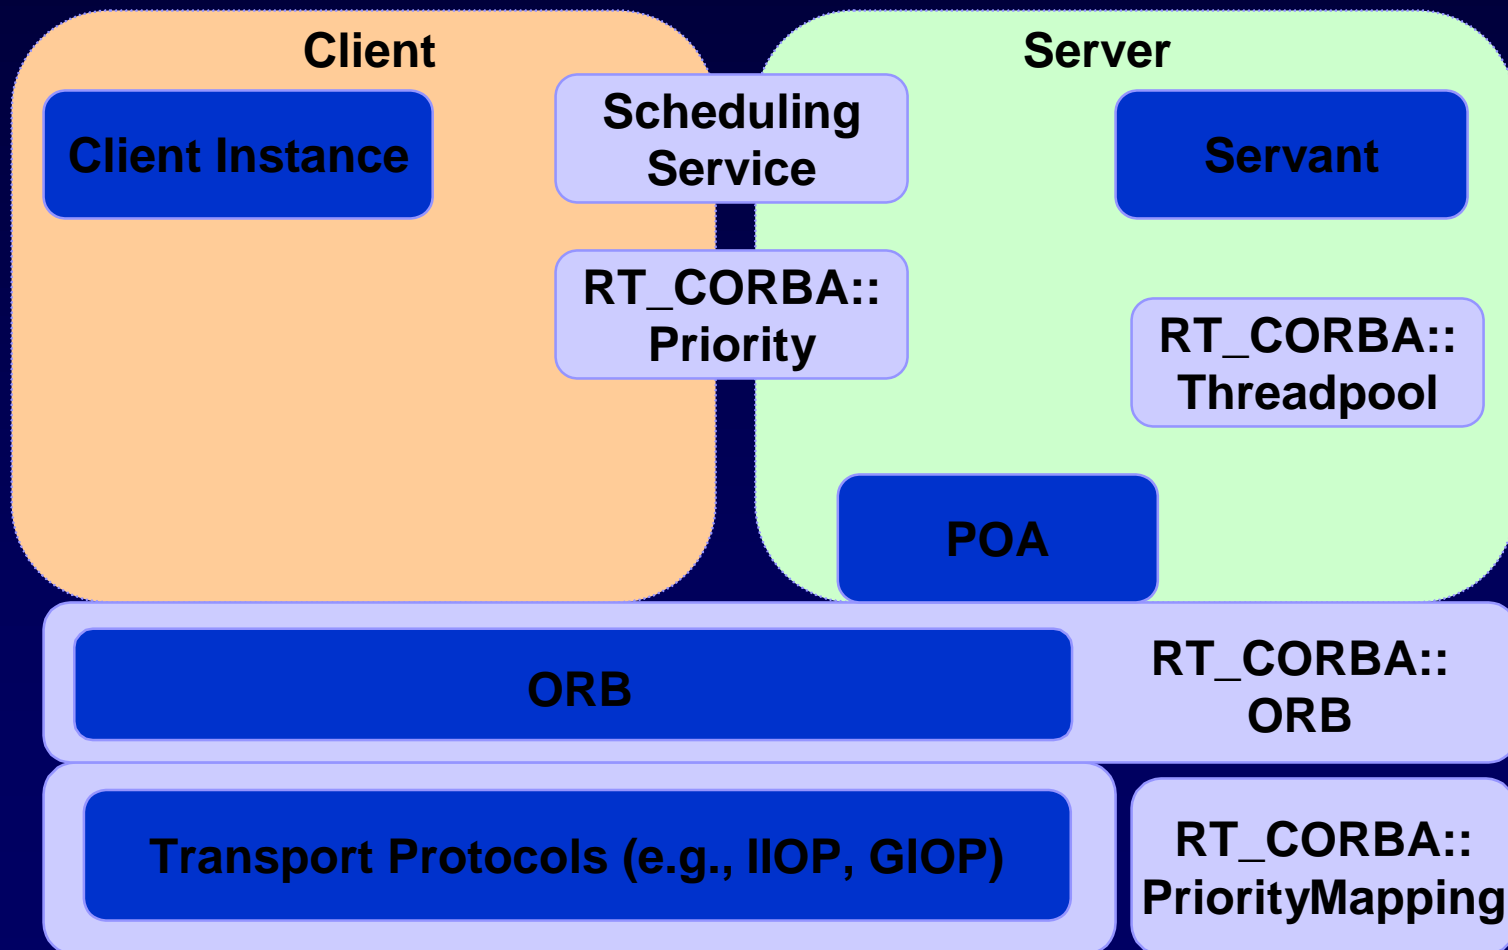 Client
Server
Client Instance
Scheduling
Service
Servant
RT_CORBA::
Priority
RT_CORBA::
Threadpool
POA
ORB
RT_CORBA::
ORB
Transport Protocols (e.g., IIOP, GIOP)
RT_CORBA::
PriorityMapping